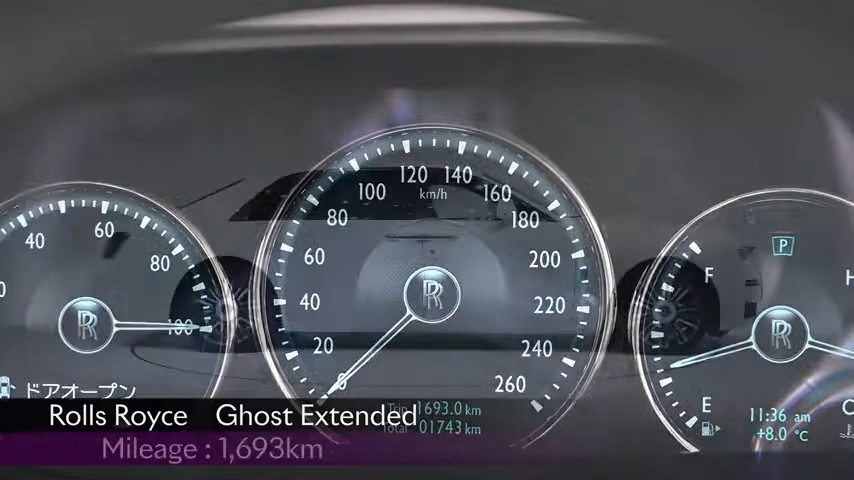 120 140
100 km/h 160
80 180
60 200
40 220
20 240
0 260
40 60 80 100
F
P
H
E
C
11:36 am
+8.0 °C
ドアオープン
Trip 1693.0 km
Total 01743 km
Rolls Royce Ghost Extended
Mileage : 1,693km